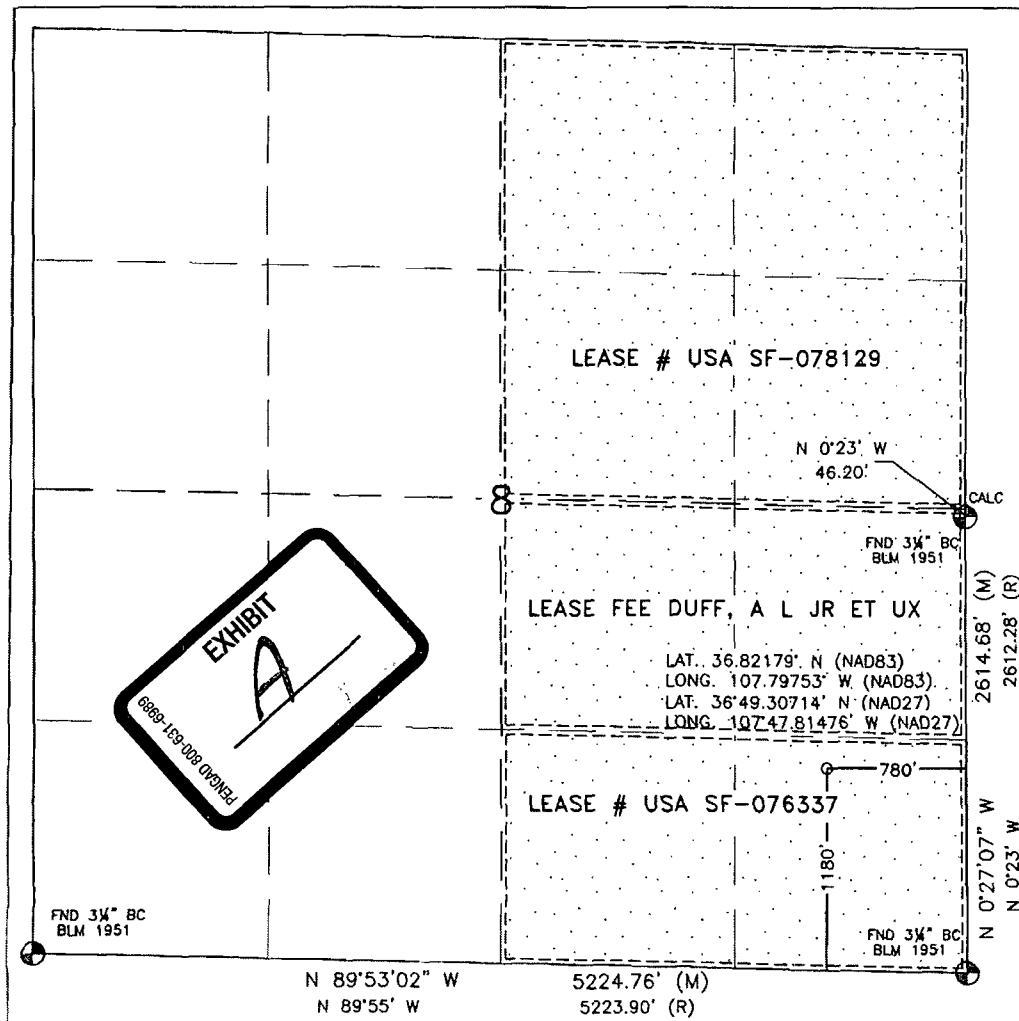 LEASE # USA SF-078129
N 0°23' W
46.20'
CALC
8
FND 3¼" BC
BLM 1951
LEASE FEE DUFF, A L JR ET UX
LAT. 36.82179° N (NAD83)
LONG. 107.79753° W (NAD83)
LAT. 36°49.30714' N (NAD27)
LONG. 107°47.81476' W (NAD27)
2614.68' (M)
2612.28' (R)
780'
LEASE # USA SF-076337
1180'
N 0°27'07" W
N 0°23' W
EXHIBIT
A
PENGAD 800-631-6989
FND 3¼" BC
BLM 1951
FND 3¼" BC
BLM 1951
N 89°53'02" W 5224.76' (M)
N 89°55' W 5223.90' (R)